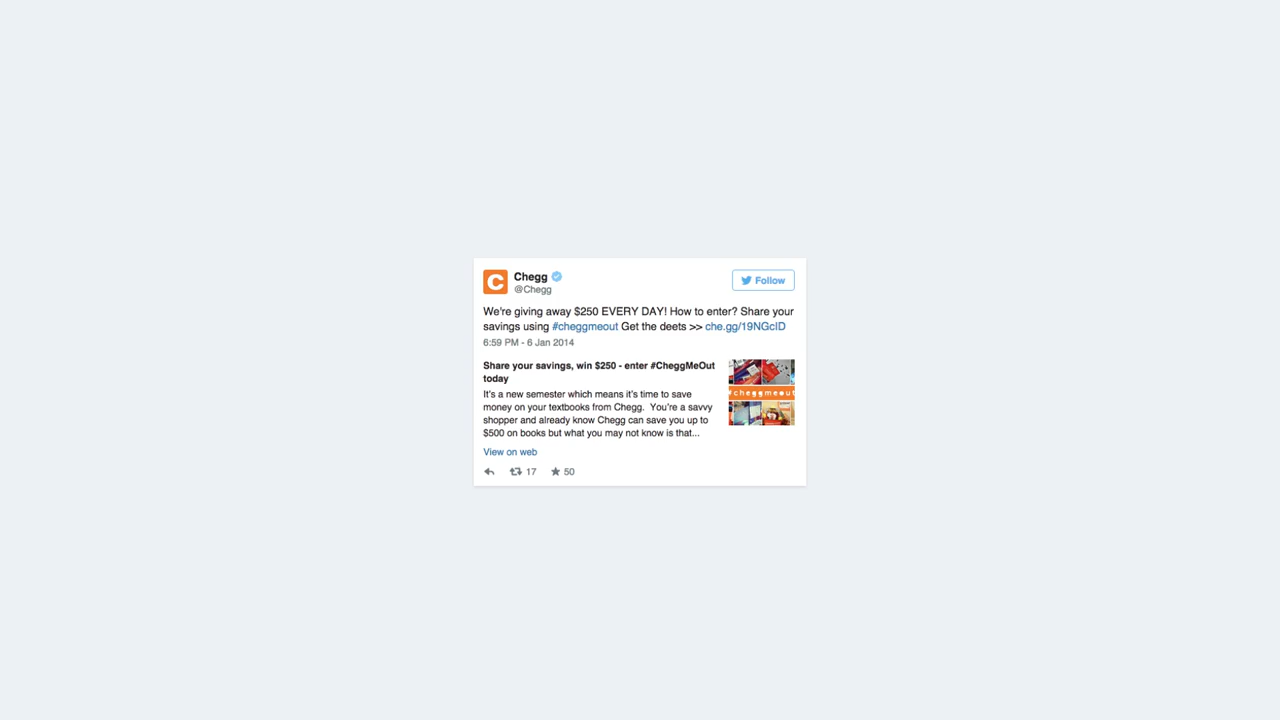 Chegg
@Chegg
Follow
We're giving away $250 EVERY DAY! How to enter? Share your
savings using #cheggmeout Get the deets >> che.gg/19NGclD
6:59 PM - 6 Jan 2014
Share your savings, win $250 - enter #CheggMeOut
today
It's a new semester which means it's time to save
money on your textbooks from Chegg. You're a savvy
shopper and already know Chegg can save you up to
$500 on books but what you may not know is that...
#cheggmeout
View on web
17
50